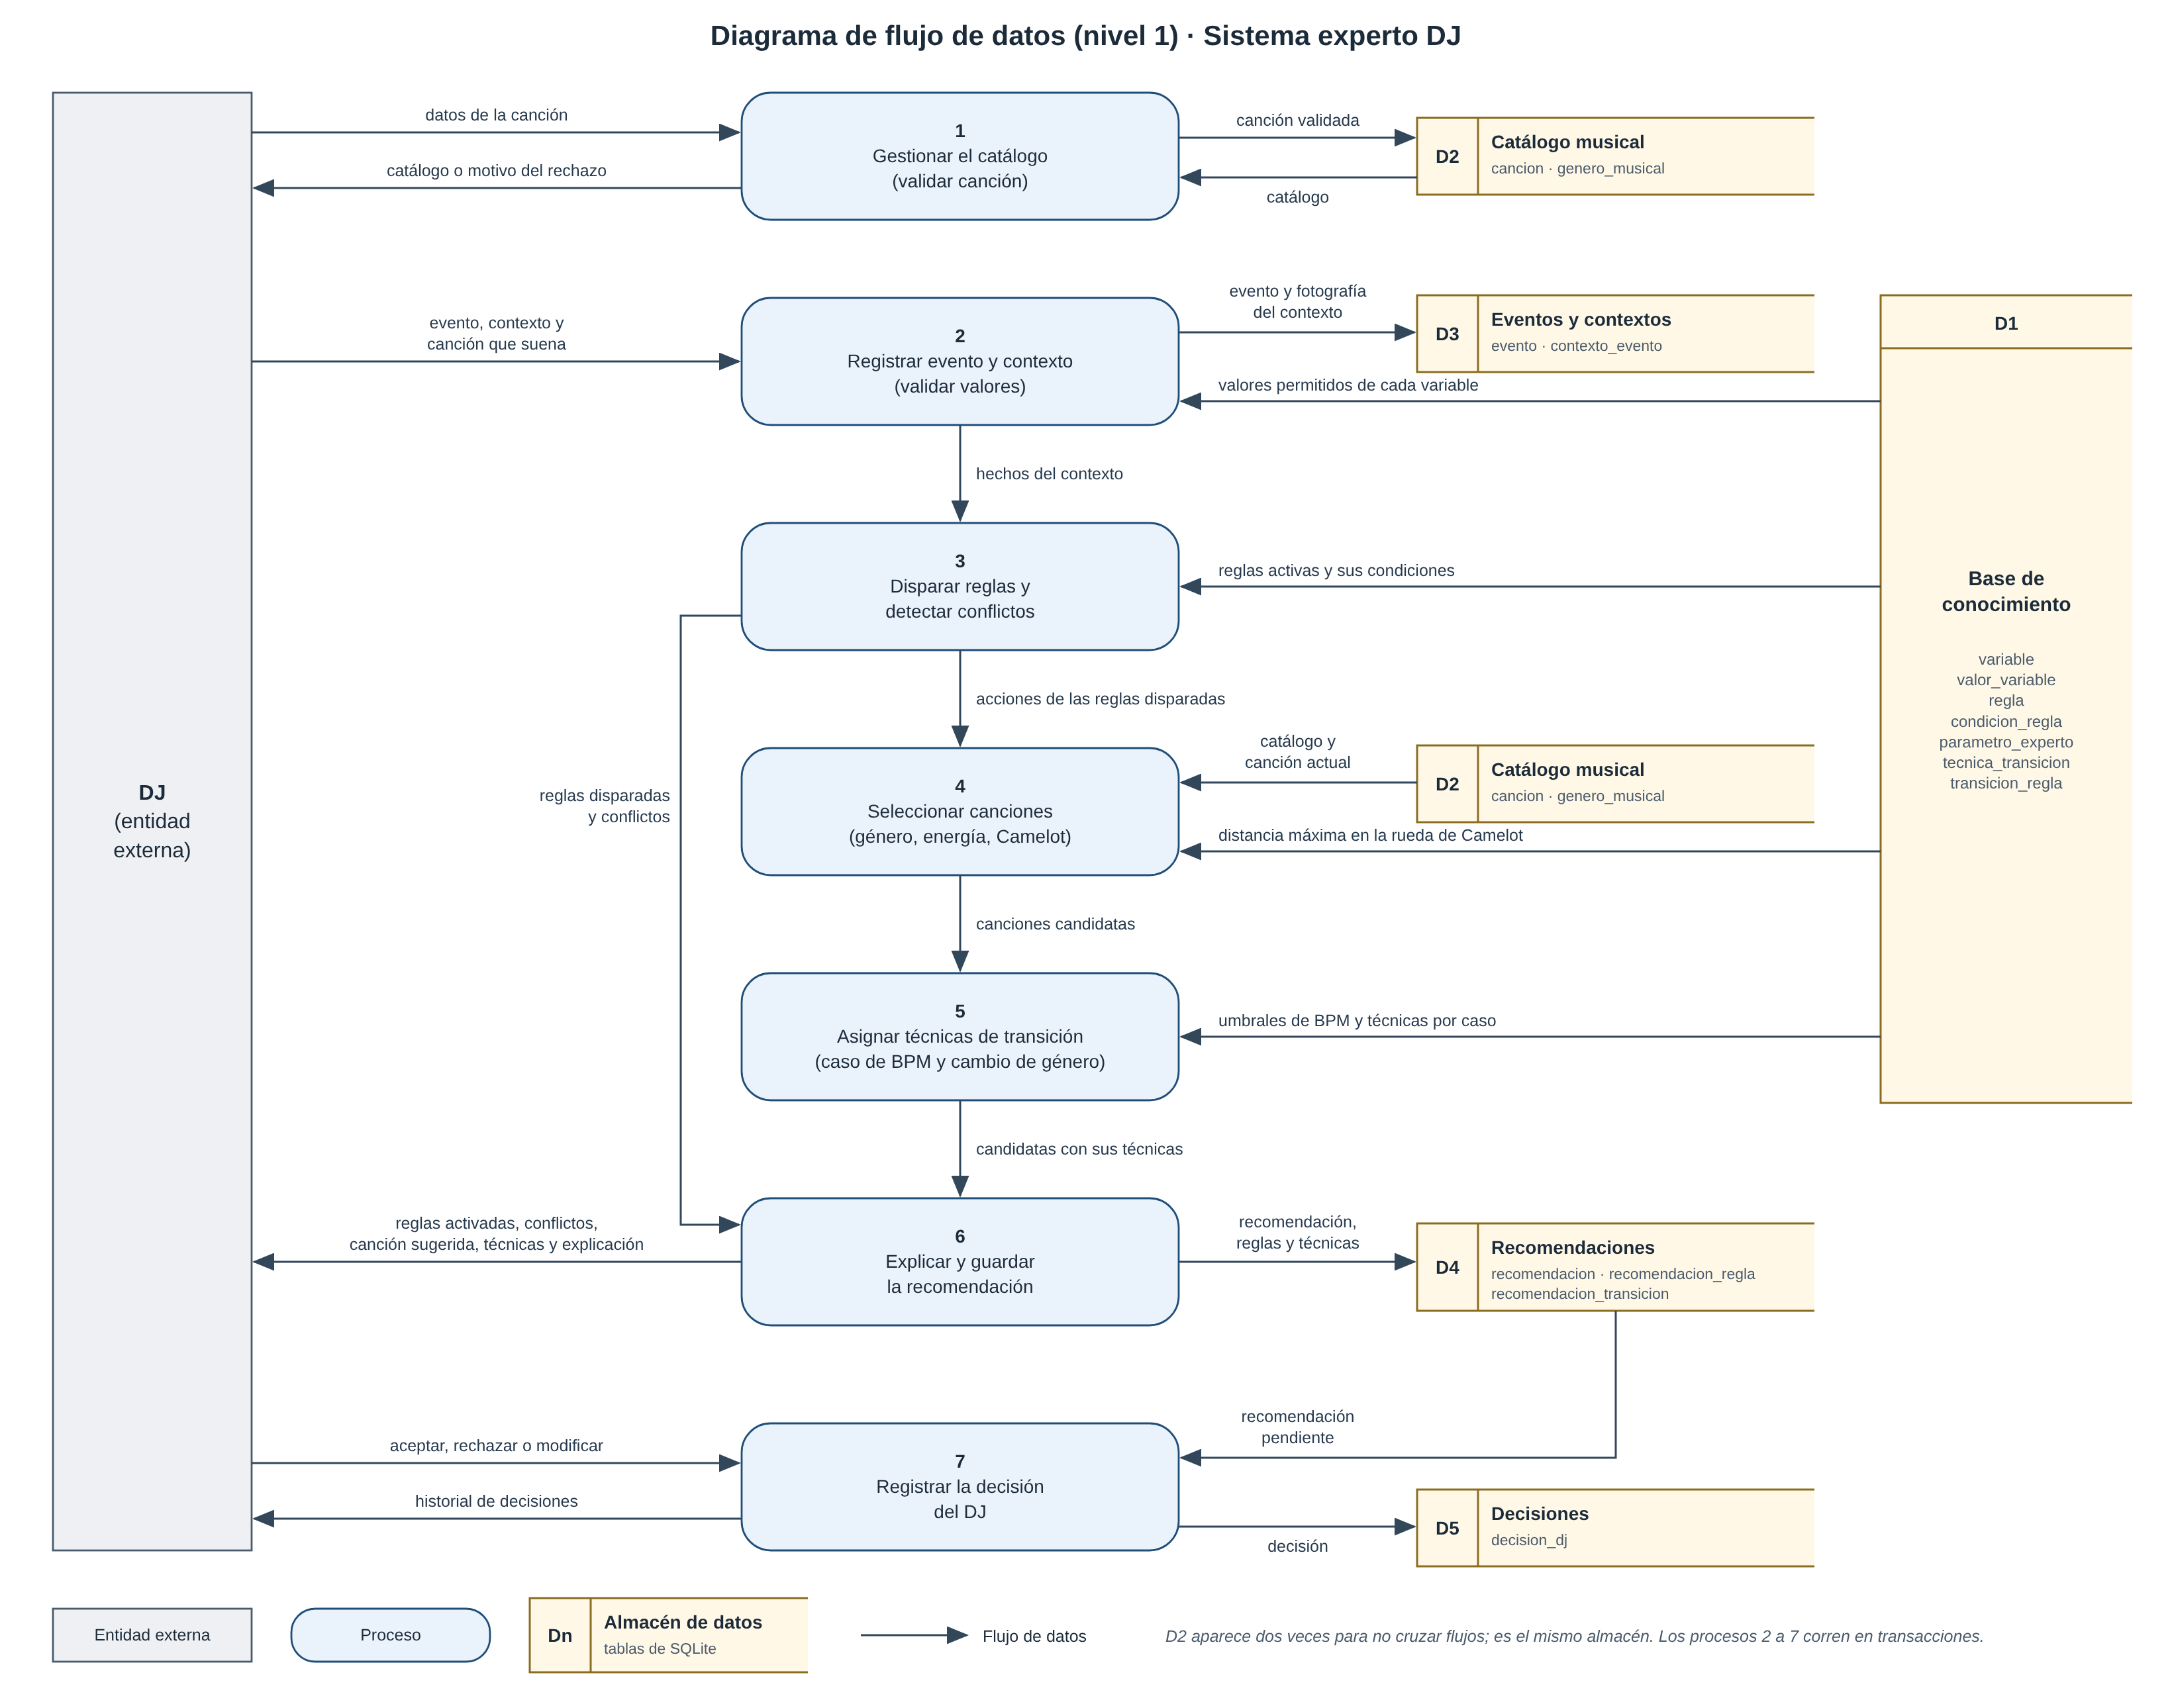 Diagrama de flujo de datos (nivel 1) · Sistema experto DJ
datos de la canción
catálogo o motivo del rechazo
1
Gestionar el catálogo
(validar canción)
canción validada
catálogo
D2
Catálogo musical
cancion · genero_musical
evento, contexto y
canción que suena
2
Registrar evento y contexto
(validar valores)
evento y fotografía
del contexto
D3
Eventos y contextos
evento · contexto_evento
valores permitidos de cada variable
D1
Base de
conocimiento
variable
valor_variable
regla
condicion_regla
parametro_experto
tecnica_transicion
transicion_regla
hechos del contexto
3
Disparar reglas y
detectar conflictos
reglas activas y sus condiciones
acciones de las reglas disparadas
reglas disparadas
y conflictos
DJ
(entidad
externa)
4
Seleccionar canciones
(género, energía, Camelot)
catálogo y
canción actual
D2
Catálogo musical
cancion · genero_musical
distancia máxima en la rueda de Camelot
canciones candidatas
5
Asignar técnicas de transición
(caso de BPM y cambio de género)
umbrales de BPM y técnicas por caso
candidatas con sus técnicas
reglas activadas, conflictos,
canción sugerida, técnicas y explicación
6
Explicar y guardar
la recomendación
recomendación,
reglas y técnicas
D4
Recomendaciones
recomendacion · recomendacion_regla
recomendacion_transicion
recomendación
pendiente
aceptar, rechazar o modificar
historial de decisiones
7
Registrar la decisión
del DJ
decisión
D5
Decisiones
decision_dj
Entidad externa
Proceso
Dn
Almacén de datos
tablas de SQLite
Flujo de datos
D2 aparece dos veces para no cruzar flujos; es el mismo almacén. Los procesos 2 a 7 corren en transacciones.